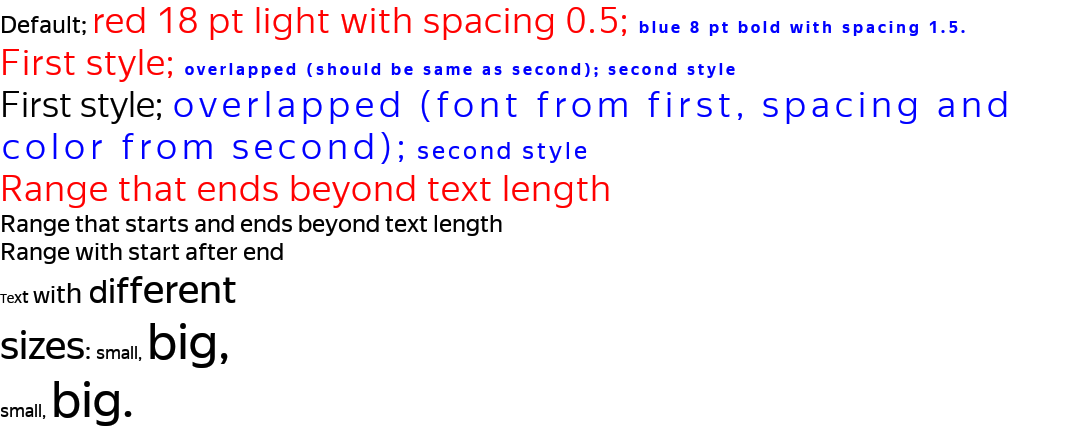 Default; red 18 pt light with spacing 0.5; blue 8 pt bold with spacing 1.5.
First style; overlapped (should be same as second); second style
First style; overlapped (font from first, spacing and
color from second); second style
Range that ends beyond text length
Range that starts and ends beyond text length
Range with start after end
Text with different
sizes: small, big,
small, big.